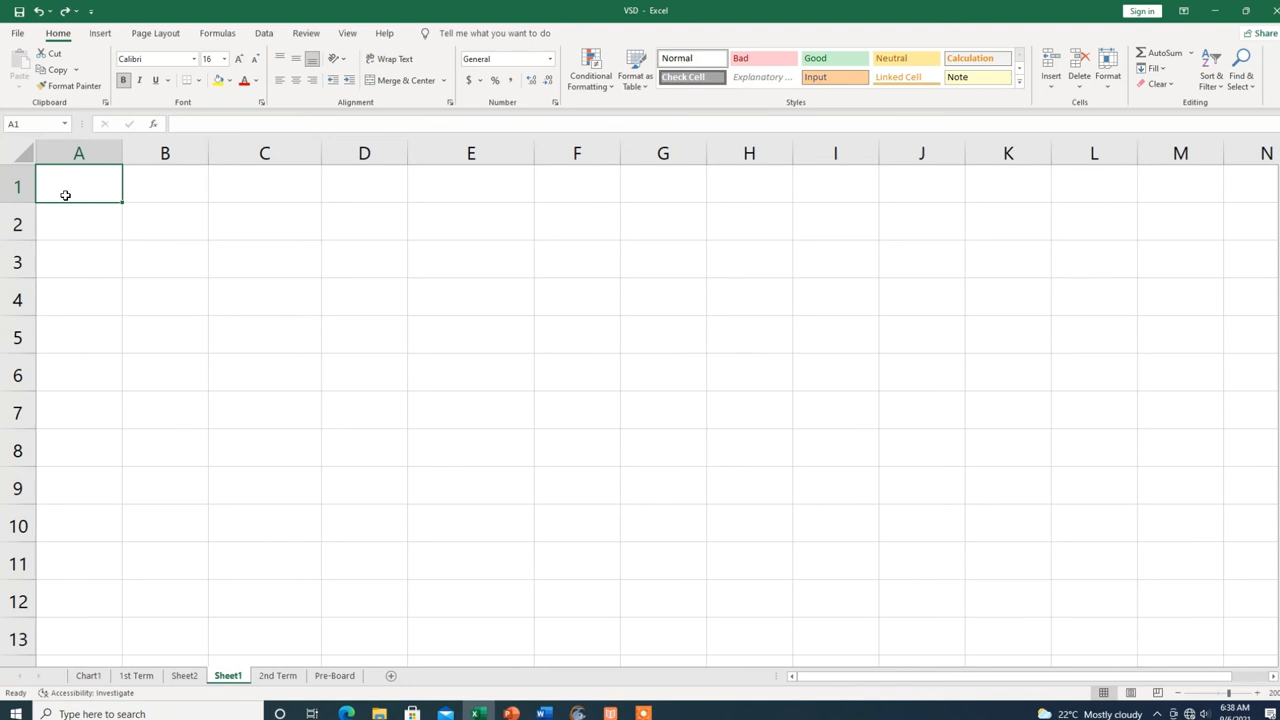 VSD - Excel
Sign in
File Home Insert Page Layout Formulas Data Review View Help Tell me what you want to do Share
Paste Cut Copy Format Painter Clipboard
Calibri 16 A A B I U A Font
Wrap Text Merge & Center Alignment
General $ % , Number
Conditional Formatting Format as Table
Normal Bad Good Neutral Calculation
Check Cell Explanatory ... Input Linked Cell Note
Styles
Insert Delete Format Cells
AutoSum Fill Clear Sort & Filter Find & Select Editing
A1 fx
A B C D E F G H I J K L M N
1
2
3
4
5
6
7
8
9
10
11
12
13
Chart1 1st Term Sheet2 Sheet1 2nd Term Pre-Board
Ready Accessibility: Investigate
Type here to search 22°C Mostly cloudy 6:38 AM